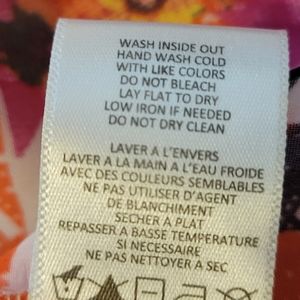 WASH INSIDE OUT
HAND WASH COLD
WITH LIKE COLORS
DO NOT BLEACH
LAY FLAT TO DRY
LOW IRON IF NEEDED
DO NOT DRY CLEAN
LAVER A L'ENVERS
LAVER A LA MAIN A L'EAU FROIDE
AVEC DES COULEURS SEMBLABLES
NE PAS UTILISER D'AGENT
DE BLANCHIMENT
SECHER A PLAT
REPASSER A BASSE TEMPERATURE
SI NECESSAIRE
NE PAS NETTOYER A SEC